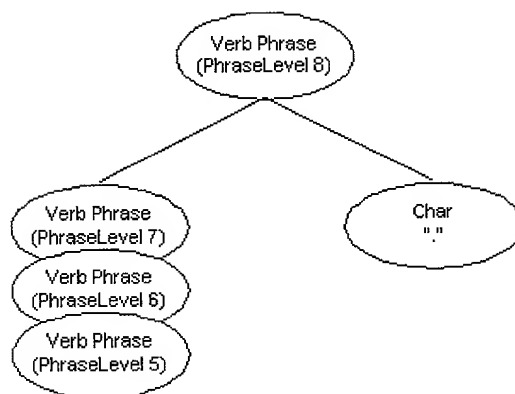 Verb Phrase
(PhraseLevel 8)
Verb Phrase
(PhraseLevel 7)
Char
"."
Verb Phrase
(PhraseLevel 6)
Verb Phrase
(PhraseLevel 5)